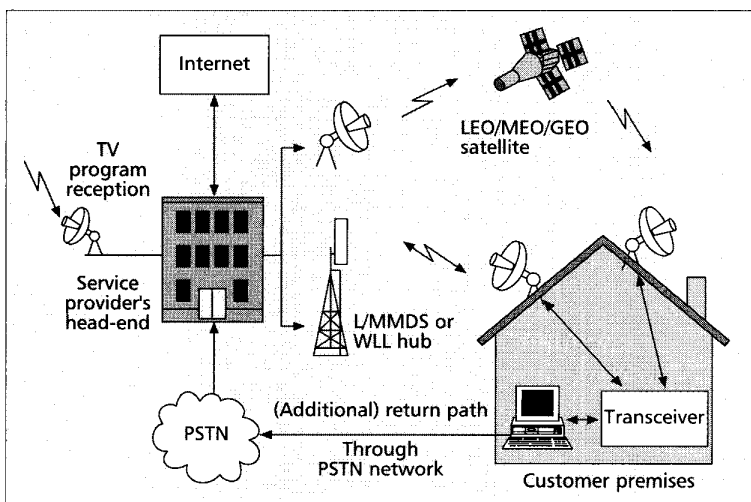 Internet
TV
program
reception
LEO/MEO/GEO
satellite
Service
provider's
head-end
L/MMDS or
WLL hub
PSTN
(Additional) return path
Through
PSTN network
Transceiver
Customer premises